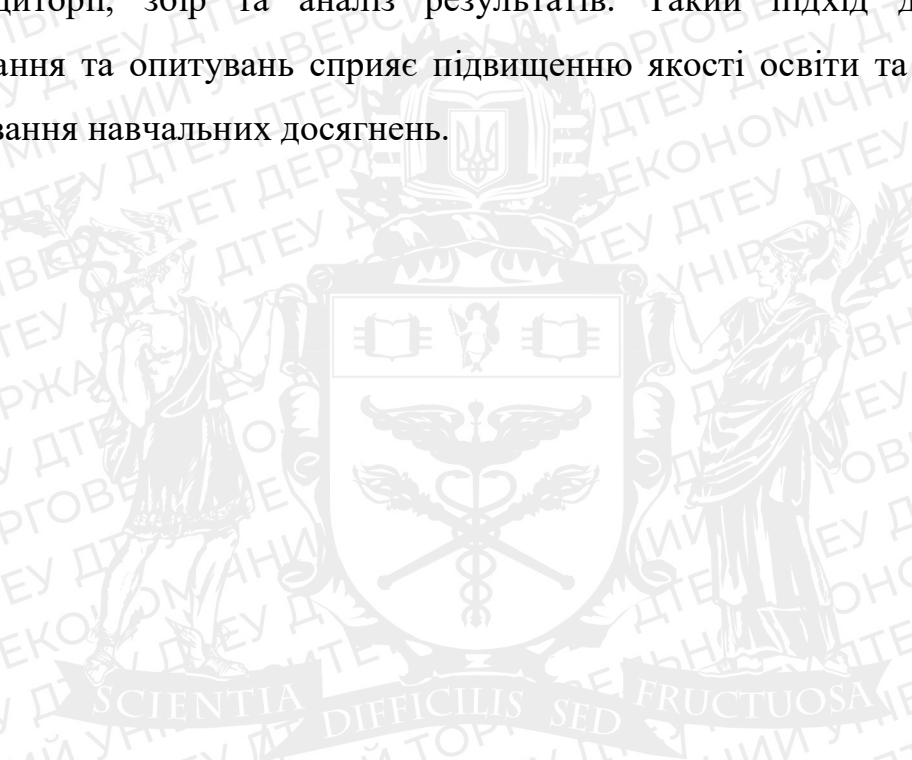 диторії, збір та аналіз результатів. Такий підхід д
ання та опитувань сприяє підвищенню якості освіти та
вання навчальних досягнень.
SCIENTIA DIFFICILIS SED FRUCTUOSA